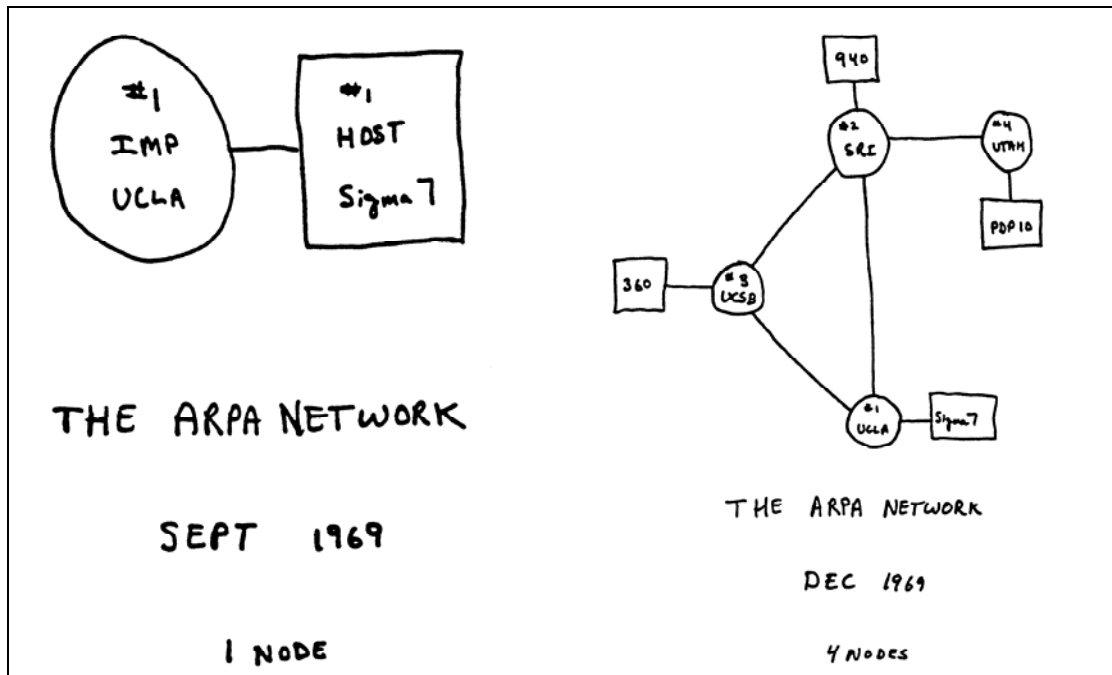 #1
IMP
UCLA
#1
HOST
Sigma 7
THE ARPA NETWORK
SEPT 1969
1 NODE
940
#2
SRI
#4
UTAH
PDP 10
360
#3
UCSB
#1
UCLA
Sigma 7
THE ARPA NETWORK
DEC 1969
4 NODES